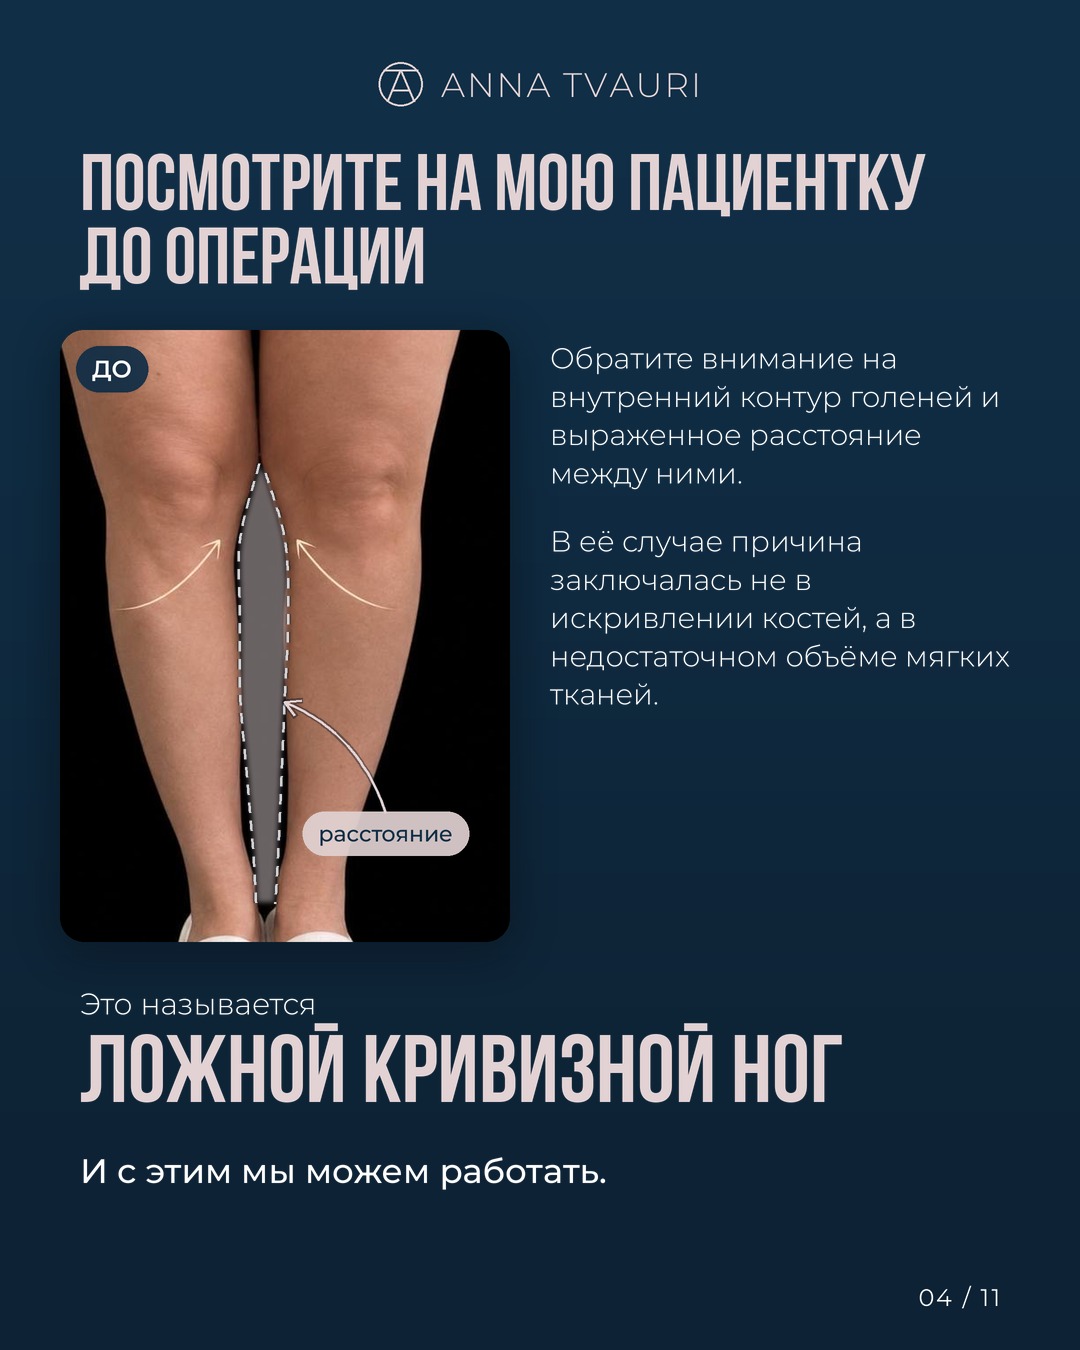 ANNA TVAURI
ПОСМОТРИТЕ НА МОЮ ПАЦИЕНТКУ
ДО ОПЕРАЦИИ
ДО
Обратите внимание на
внутренний контур голеней и
выраженное расстояние
между ними.
В её случае причина
заключалась не в
искривлении костей, а в
недостаточном объёме мягких
тканей.
расстояние
Это называется
ЛОЖНОЙ КРИВИЗНОЙ НОГ
И с этим мы можем работать.
04 / 11